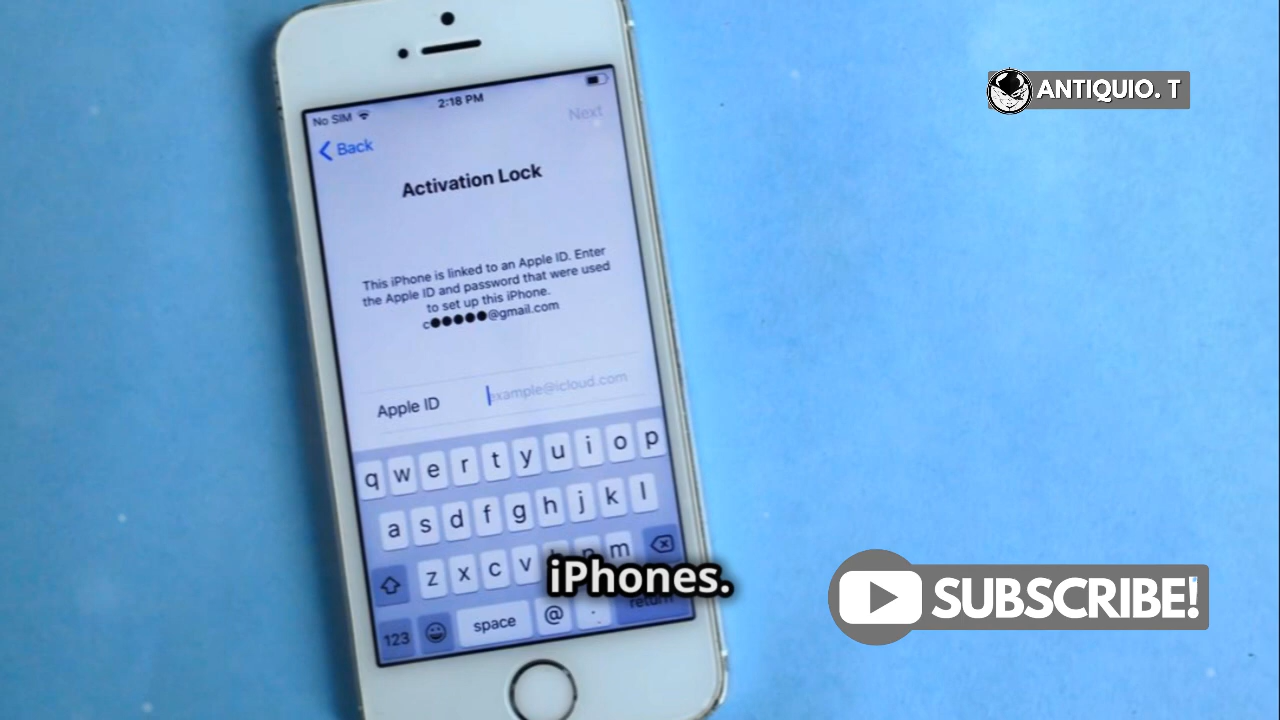 ANTIQUIO. T
No SIM
2:18 PM
Back
Next
Activation Lock
This iPhone is linked to an Apple ID. Enter
the Apple ID and password that were used
to set up this iPhone.
c●●●●●@gmail.com
Apple ID
example@icloud.com
q w e r t y u i o p
a s d f g h j k l
z x c v n m
iPhones.
123
space
@
.
return
SUBSCRIBE!